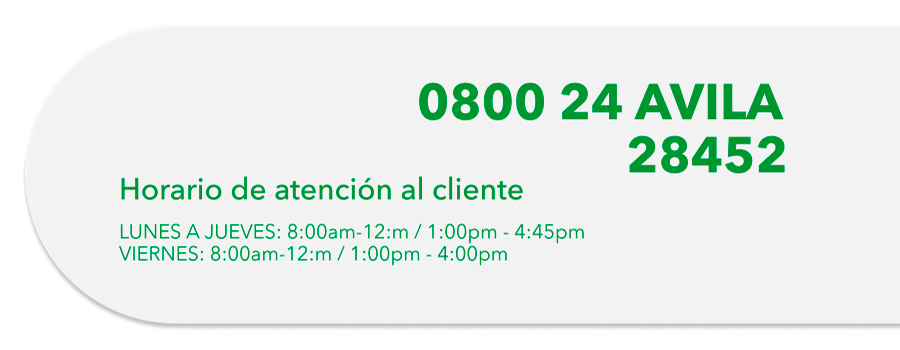 0800 24 AVILA
28452
Horario de atención al cliente
LUNES A JUEVES: 8:00am-12:m / 1:00pm - 4:45pm
VIERNES: 8:00am-12:m / 1:00pm - 4:00pm